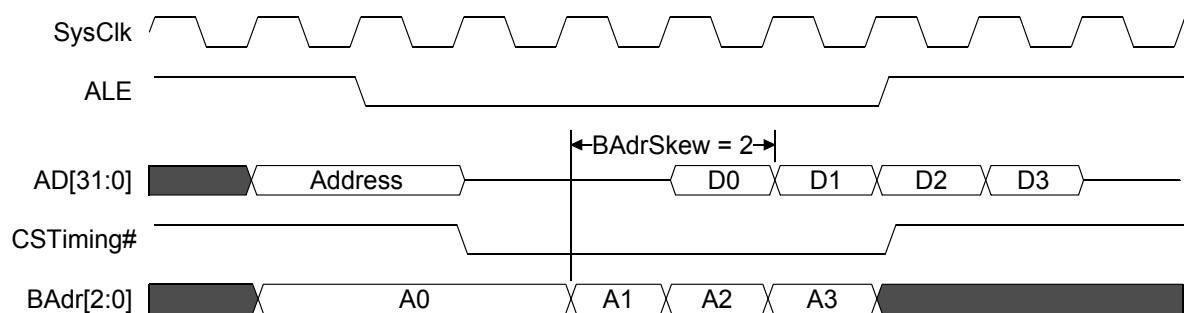 SysClk
ALE
BAdrSkew = 2
AD[31:0] Address D0 D1 D2 D3
CSTiming#
BAdr[2:0] A0 A1 A2 A3